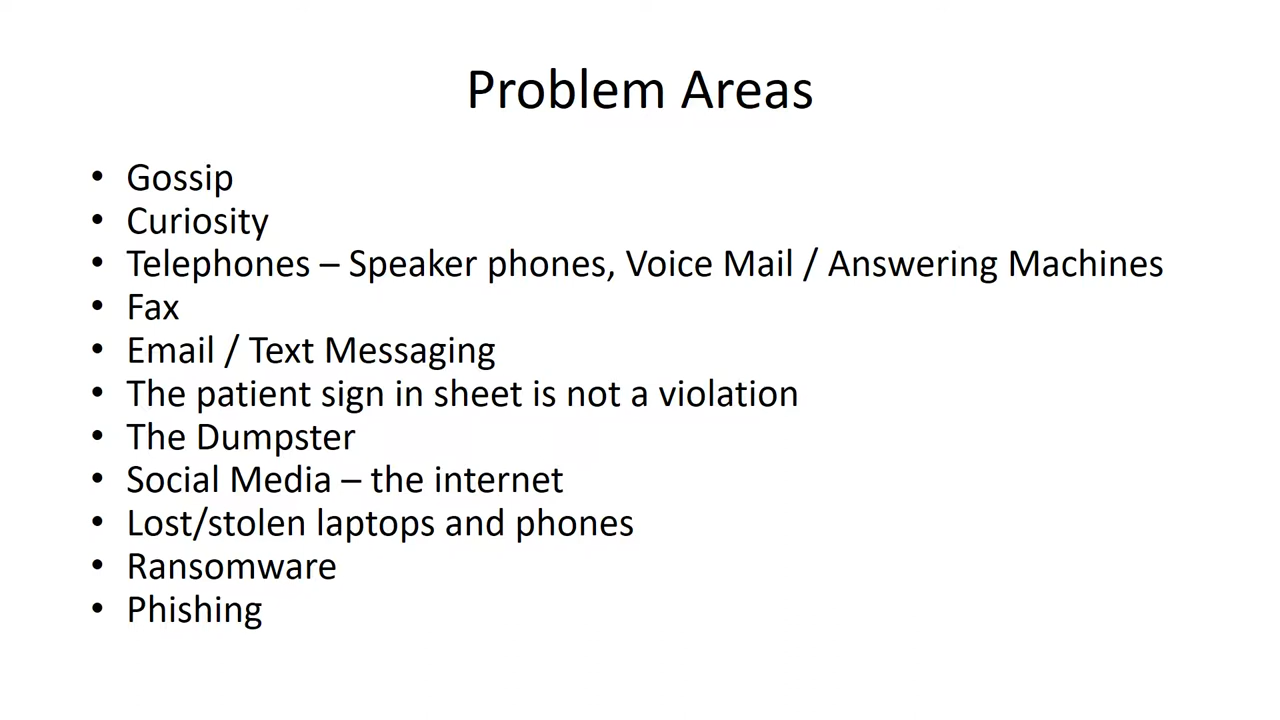 Problem Areas
• Gossip
• Curiosity
• Telephones – Speaker phones, Voice Mail / Answering Machines
• Fax
• Email / Text Messaging
• The patient sign in sheet is not a violation
• The Dumpster
• Social Media – the internet
• Lost/stolen laptops and phones
• Ransomware
• Phishing